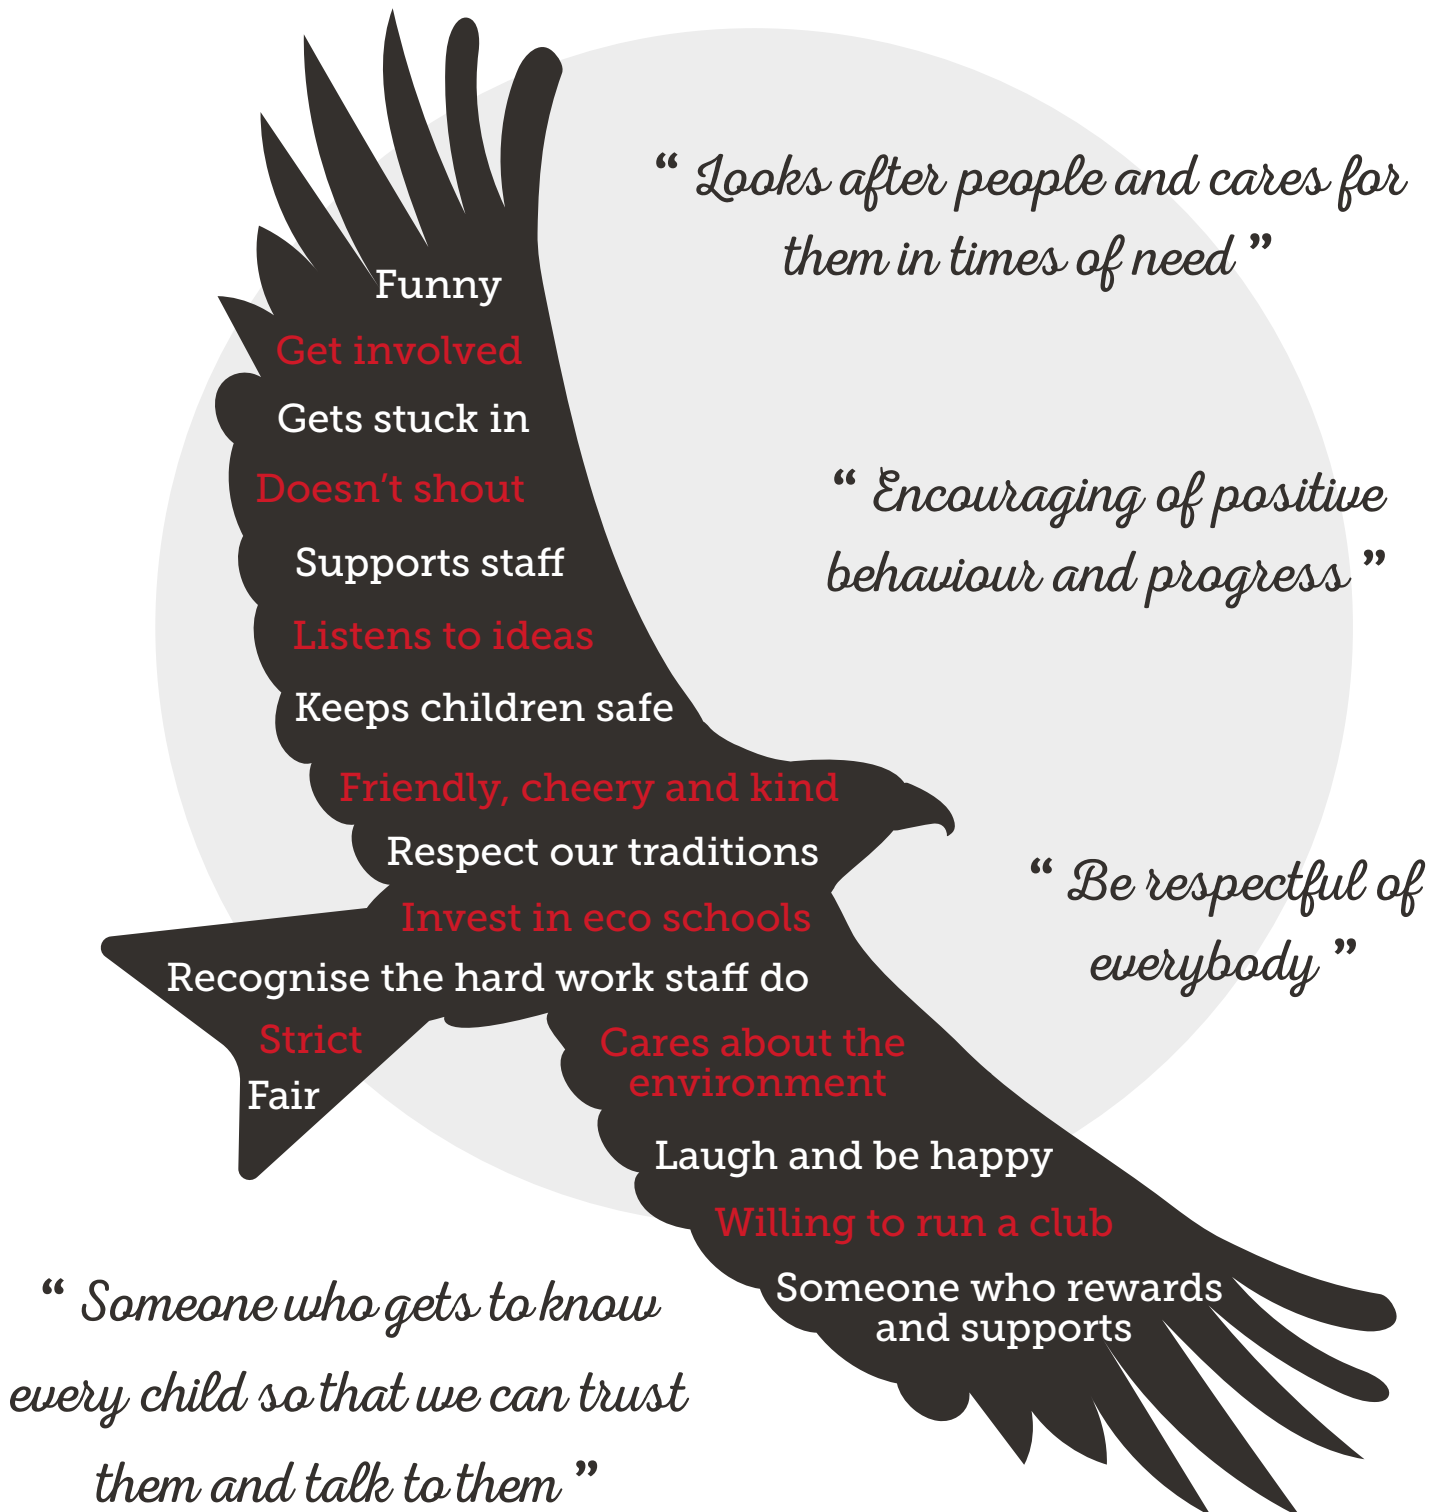 “ Looks after people and cares for
them in times of need ”
Funny
Get involved
Gets stuck in
Doesn’t shout
“ Encouraging of positive
behaviour and progress ”
Supports staff
Listens to ideas
Keeps children safe
Friendly, cheery and kind
Respect our traditions
“ Be respectful of
everybody ”
Invest in eco schools
Recognise the hard work staff do
Strict
Fair
Cares about the
environment
Laugh and be happy
Willing to run a club
Someone who rewards
and supports
“ Someone who gets to know
every child so that we can trust
them and talk to them ”